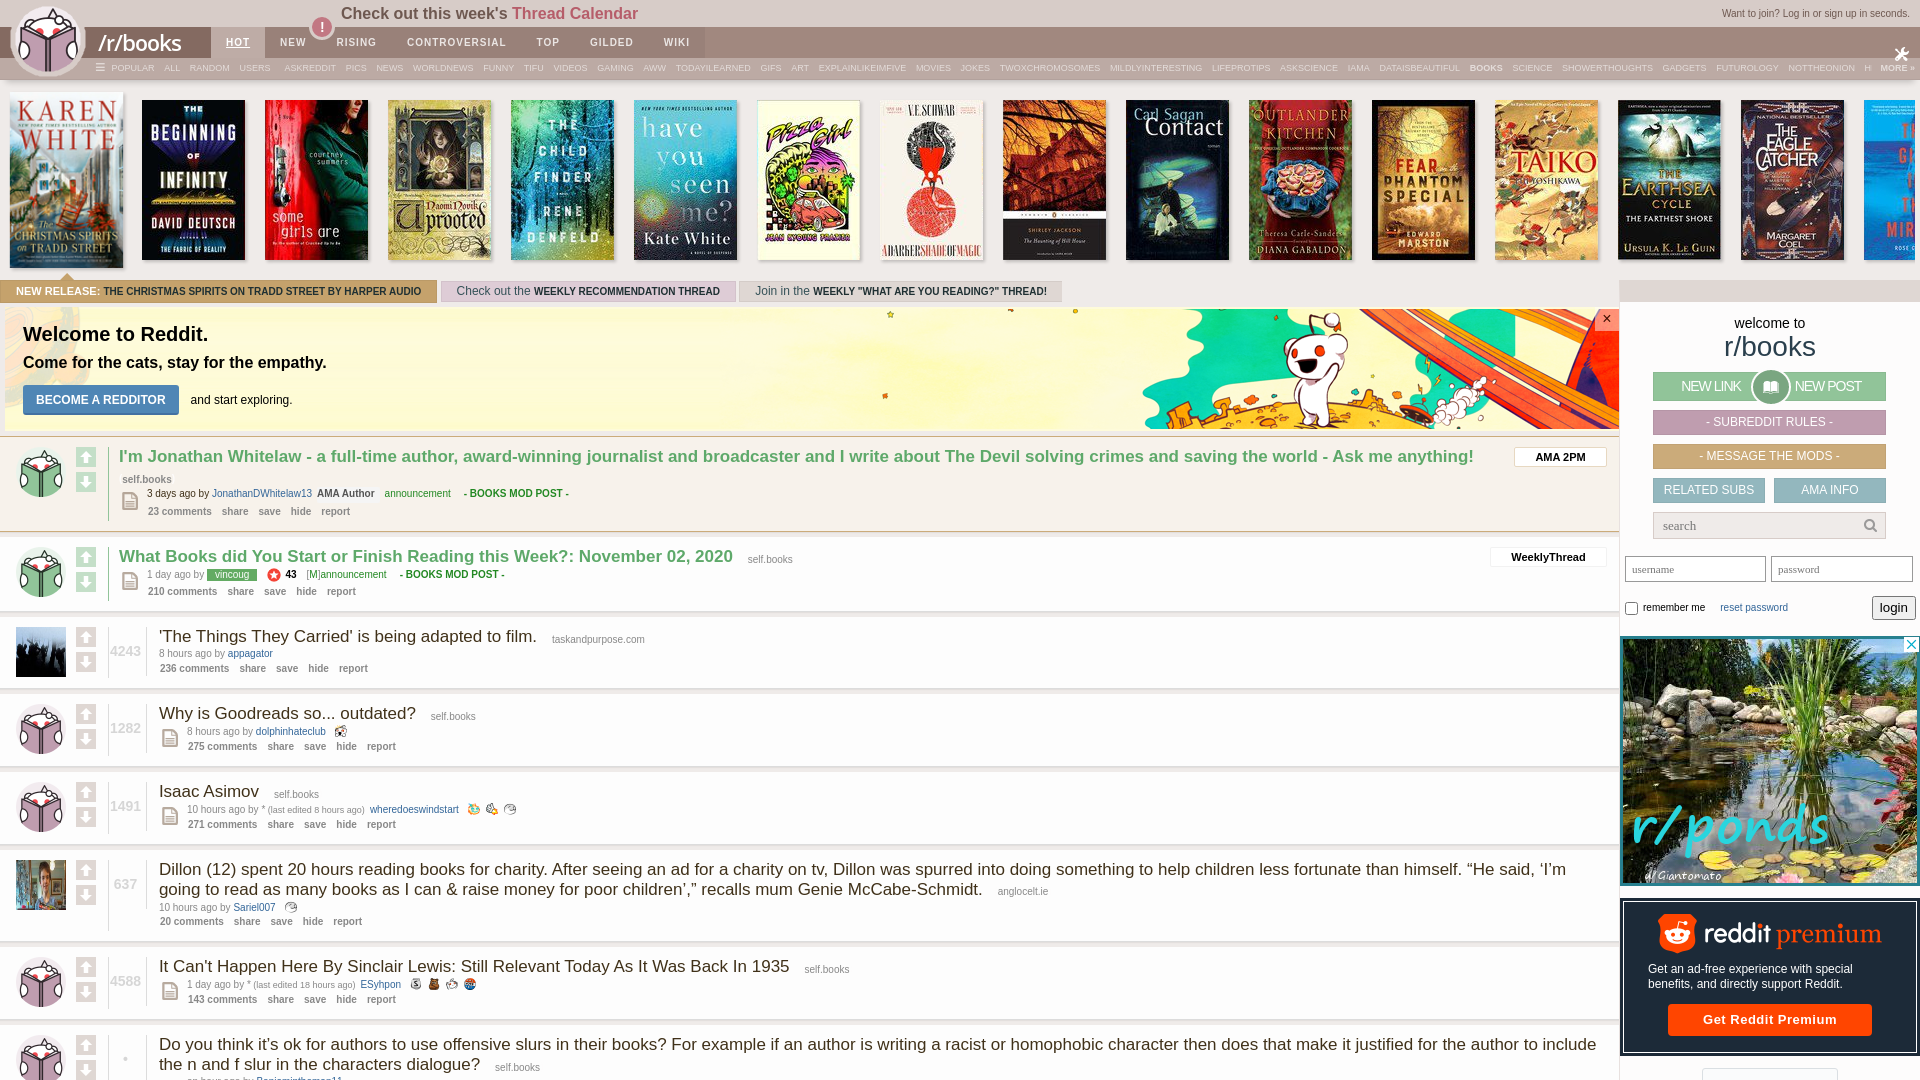 Check out this week's Thread Calendar
Want to join? Log in or sign up in seconds.
/r/books
HOT NEW ! RISING CONTROVERSIAL TOP GILDED WIKI
POPULAR ALL RANDOM USERS ASKREDDIT PICS NEWS WORLDNEWS FUNNY TIFU VIDEOS GAMING AWW TODAYILEARNED GIFS ART EXPLAINLIKEIMFIVE MOVIES JOKES TWOXCHROMOSOMES MILDLYINTERESTING LIFEPROTIPS ASKSCIENCE IAMA DATAISBEAUTIFUL BOOKS SCIENCE SHOWERTHOUGHTS GADGETS FUTUROLOGY NOTTHEONION H MORE »
KAREN
WHITE
The
CHRISTMAS SPIRITS
on TRADD STREET
THE
BEGINNING
OF
INFINITY
DAVID DEUTSCH
THE FABRIC OF REALITY
courtney
summers
some
girls are
Naomi Novik
Uprooted
THE
CHILD
FINDER
RENE
DENFELD
NEW YORK TIMES BESTSELLING AUTHOR
have
you
seen
me?
Kate White
A NOVEL OF SUSPENSE
Pizza
Girl
JEAN KYOUNG FRAZIER
V.E. SCHWAB
A DARKER SHADE OF MAGIC
PENGUIN CLASSICS
SHIRLEY JACKSON
The Haunting of Hill House
Carl Sagan
Contact
OUTLANDER
KITCHEN
Theresa Carle-Sanders
DIANA GABALDON
FEAR
ON THE
PHANTOM
SPECIAL
EDWARD
MARSTON
TAIKO
YOSHIKAWA
THE
EARTHSEA
CYCLE
THE FARTHEST SHORE
URSULA K. LE GUIN
NATIONAL BESTSELLER
THE
EAGLE
CATCHER
MARGARET
COEL
NEW RELEASE: THE CHRISTMAS SPIRITS ON TRADD STREET BY HARPER AUDIO
Check out the WEEKLY RECOMMENDATION THREAD
Join in the WEEKLY "WHAT ARE YOU READING?" THREAD!
Welcome to Reddit.
Come for the cats, stay for the empathy.
BECOME A REDDITOR and start exploring.
×
I'm Jonathan Whitelaw - a full-time author, award-winning journalist and broadcaster and I write about The Devil solving crimes and saving the world - Ask me anything!
AMA 2PM
self.books
3 days ago by JonathanDWhitelaw13 AMA Author announcement - BOOKS MOD POST -
23 comments share save hide report
What Books did You Start or Finish Reading this Week?: November 02, 2020 self.books
WeeklyThread
1 day ago by vincoug 43 [M]announcement - BOOKS MOD POST -
210 comments share save hide report
4243
'The Things They Carried' is being adapted to film. taskandpurpose.com
8 hours ago by appagator
236 comments share save hide report
1282
Why is Goodreads so... outdated? self.books
8 hours ago by dolphinhateclub
275 comments share save hide report
1491
Isaac Asimov self.books
10 hours ago by * (last edited 8 hours ago) wheredoeswindstart
271 comments share save hide report
637
Dillon (12) spent 20 hours reading books for charity. After seeing an ad for a charity on tv, Dillon was spurred into doing something to help children less fortunate than himself. “He said, ‘I’m
going to read as many books as I can & raise money for poor children’,” recalls mum Genie McCabe-Schmidt. anglocelt.ie
10 hours ago by Sariel007
20 comments share save hide report
4588
It Can't Happen Here By Sinclair Lewis: Still Relevant Today As It Was Back In 1935 self.books
1 day ago by * (last edited 18 hours ago) ESyhpon
143 comments share save hide report
•
Do you think it’s ok for authors to use offensive slurs in their books? For example if an author is writing a racist or homophobic character then does that make it justified for the author to include
the n and f slur in the characters dialogue? self.books
welcome to
r/books
NEW LINK NEW POST
- SUBREDDIT RULES -
- MESSAGE THE MODS -
RELATED SUBS AMA INFO
search
username password
remember me reset password login
r/ponds
u/Giantomato
reddit premium
Get an ad-free experience with special
benefits, and directly support Reddit.
Get Reddit Premium